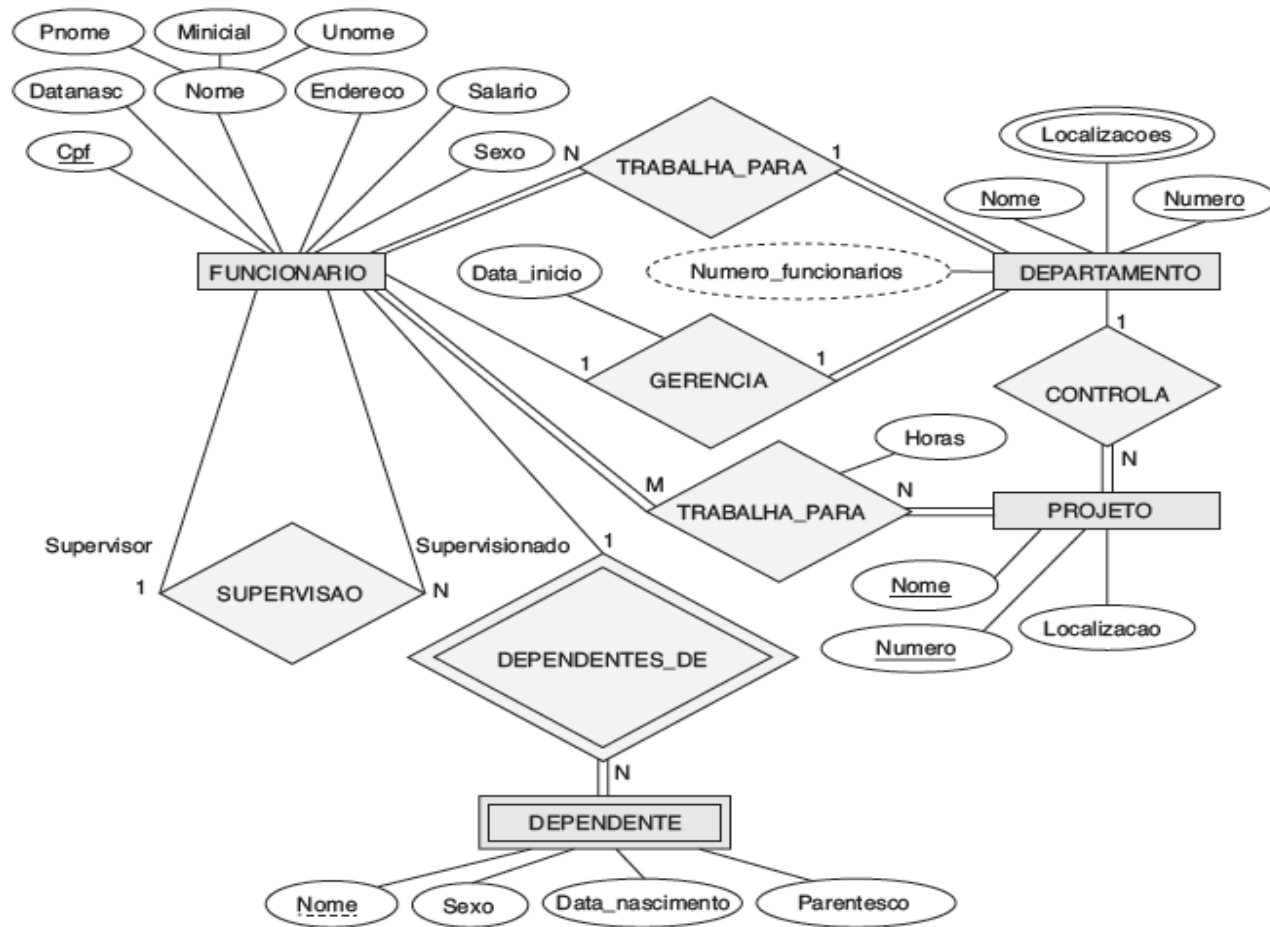 Pnome Minicial Unome
Datanasc Nome Endereco Salario
Cpf Sexo
N TRABALHA_PARA 1
Localizacoes
Nome Numero
FUNCIONARIO Data_inicio Numero_funcionarios DEPARTAMENTO
1 GERENCIA 1
1
CONTROLA
N
Horas
M TRABALHA_PARA N
PROJETO
Nome
Numero Localizacao
Supervisor Supervisionado
1 SUPERVISAO N
1
DEPENDENTES_DE
N
DEPENDENTE
Nome Sexo Data_nascimento Parentesco